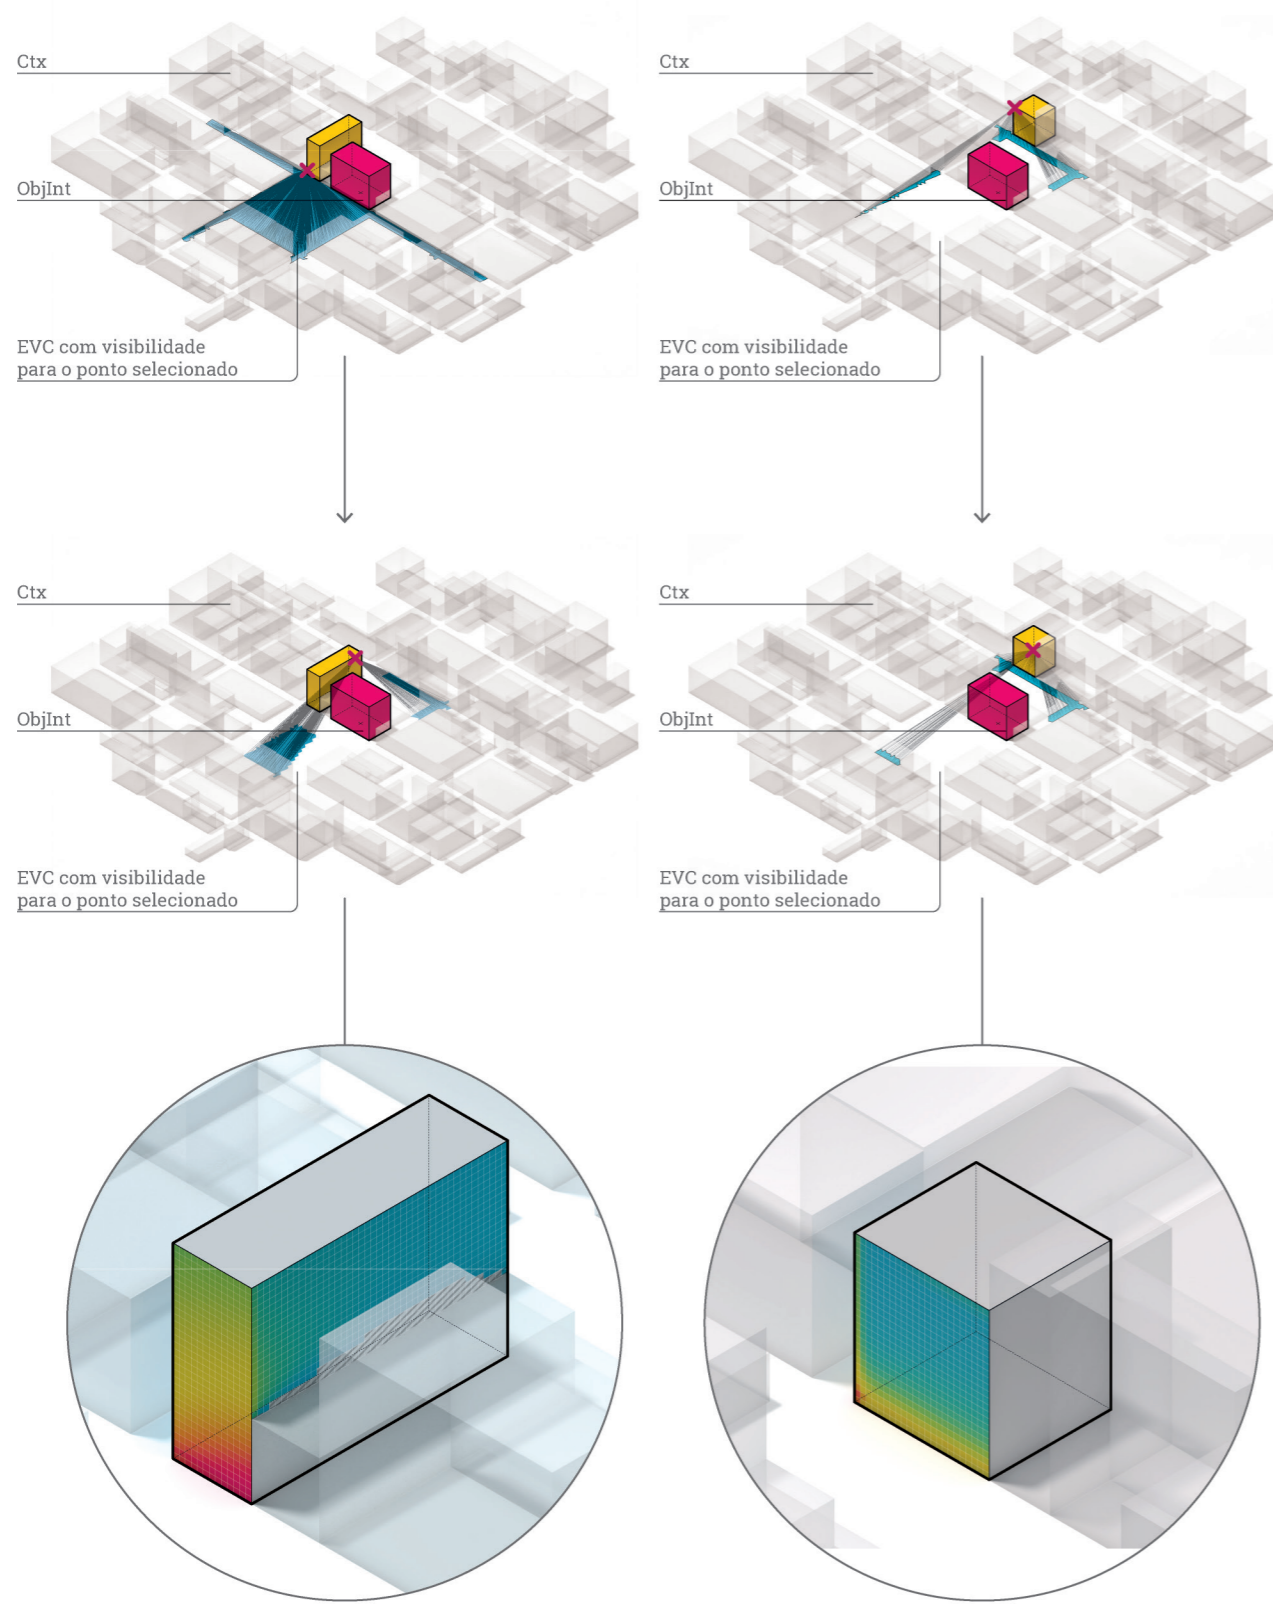 Ctx
ObjInt
EVC com visibilidade
para o ponto selecionado
Ctx
ObjInt
EVC com visibilidade
para o ponto selecionado
Ctx
ObjInt
EVC com visibilidade
para o ponto selecionado
Ctx
ObjInt
EVC com visibilidade
para o ponto selecionado